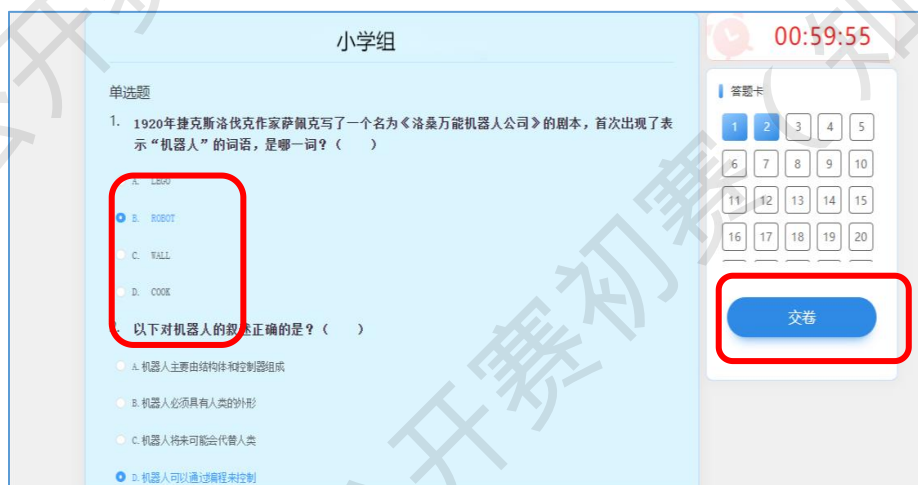 小学组
00:59:55
单选题
1. 1920年捷克斯洛伐克作家萨佩克写了一个名为《洛桑万能机器人公司》的剧本，首次出现了表
示“机器人”的词语，是哪一词？（ ）
A. LEGO
B. ROBOT
C. WALL
D. COOK
以下对机器人的叙述正确的是？（ ）
A. 机器人主要由结构体和控制器组成
B. 机器人必须具有人类的外形
C. 机器人将来可能会代替人类
D. 机器人可以通过编程来控制
答题卡
1 2 3 4 5
6 7 8 9 10
11 12 13 14 15
16 17 18 19 20
交卷
公开赛初赛（知